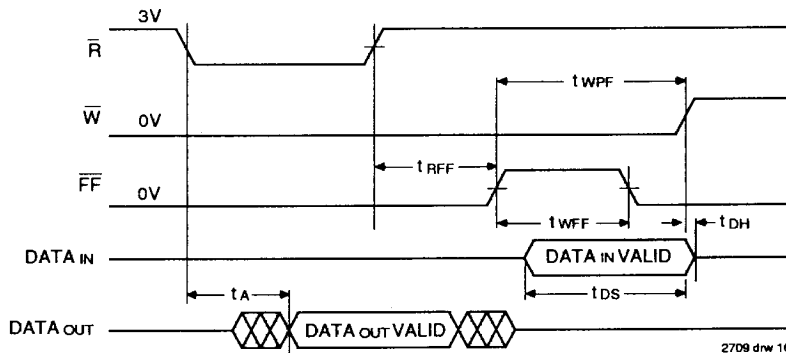 3V
R
tWPF
W
0V
tRFF
FF
0V
tWFF
tDH
DATA IN
DATA IN VALID
tA
tDS
DATA OUT
DATA OUT VALID
2709 drw 16